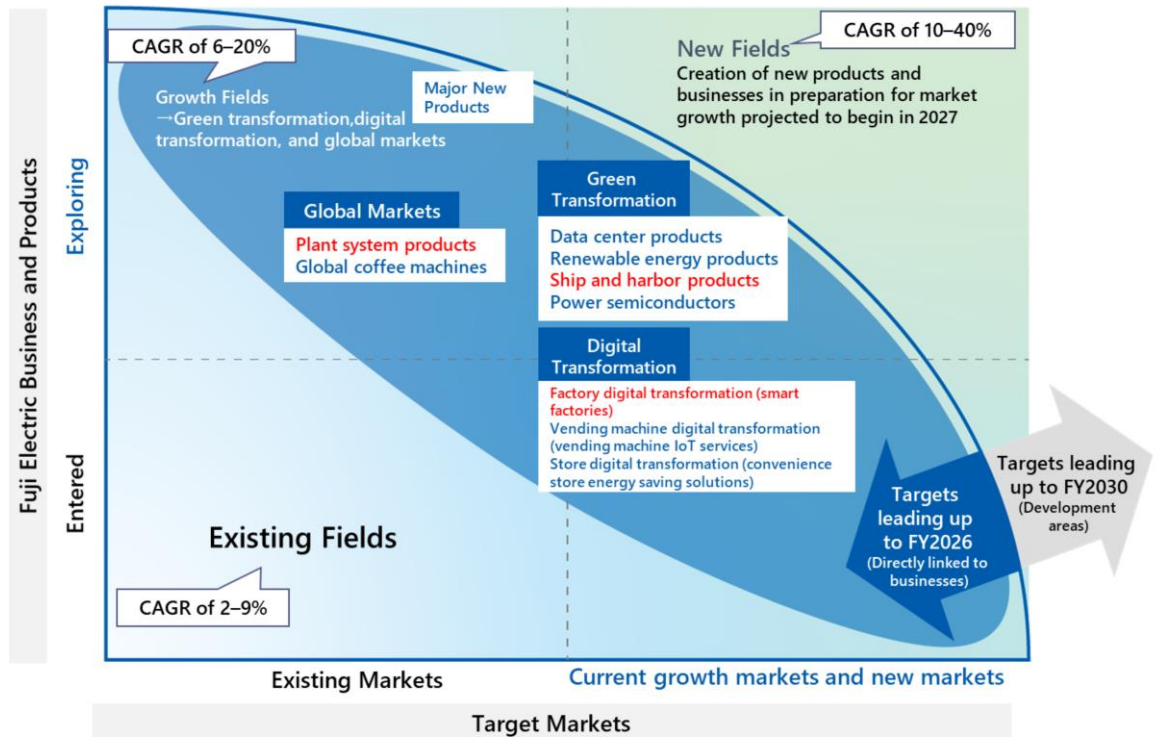 CAGR of 6–20%
CAGR of 10–40%
New Fields
Creation of new products and
businesses in preparation for market
growth projected to begin in 2027
Growth Fields
→Green transformation,digital
transformation, and global markets
Major New
Products
Green
Transformation
Data center products
Renewable energy products
Ship and harbor products
Power semiconductors
Global Markets
Plant system products
Global coffee machines
Digital
Transformation
Factory digital transformation (smart
factories)
Vending machine digital transformation
(vending machine IoT services)
Store digital transformation (convenience
store energy saving solutions)
Targets
leading up
to FY2026
(Directly linked to
businesses)
Targets leading
up to FY2030
(Development
areas)
Existing Fields
CAGR of 2–9%
Fuji Electric Business and Products
Exploring
Entered
Existing Markets
Current growth markets and new markets
Target Markets